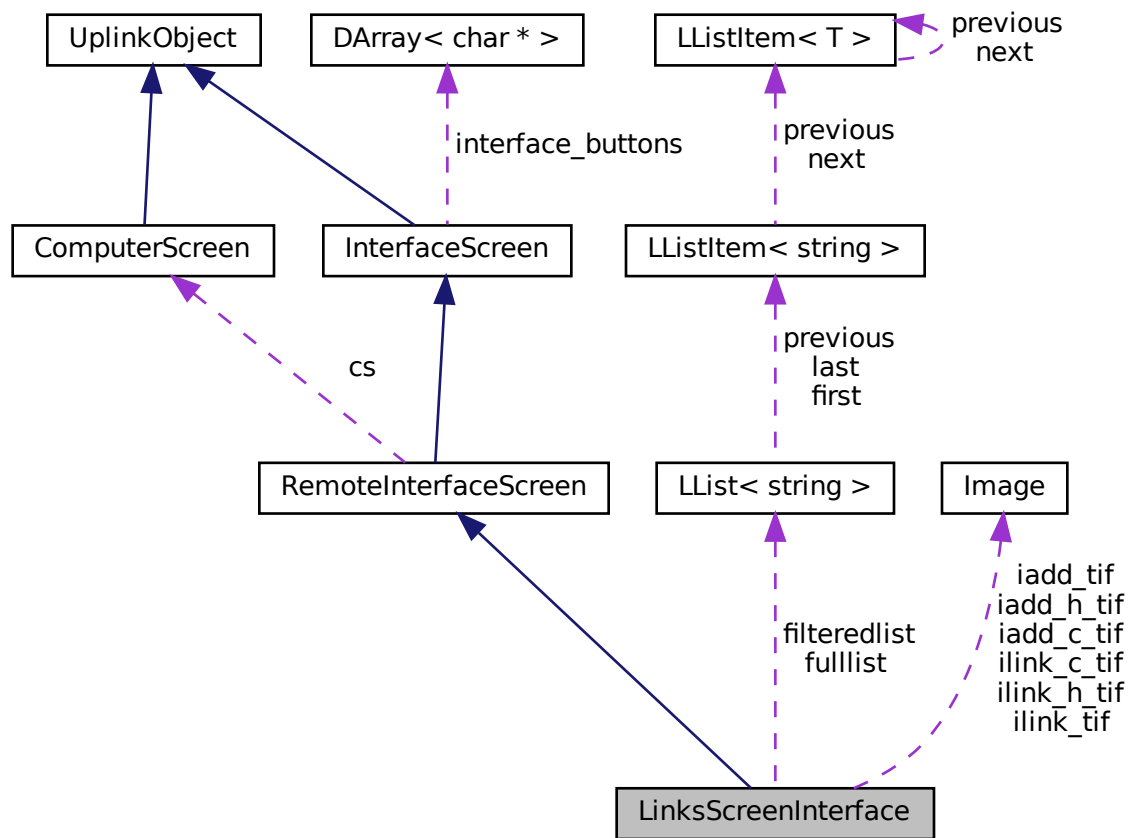 UplinkObject
DArray< char * >
LListItem< T >
previous
next
interface_buttons
previous
next
ComputerScreen
InterfaceScreen
LListItem< string >
cs
previous
last
first
RemoteInterfaceScreen
LList< string >
Image
filteredlist
fulllist
iadd_tif
iadd_h_tif
iadd_c_tif
ilink_c_tif
ilink_h_tif
ilink_tif
LinksScreenInterface